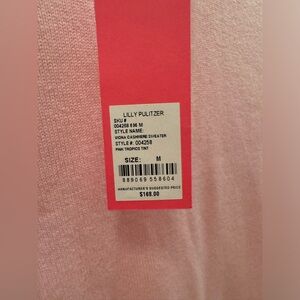 LILLY PULITZER
SKU #
004258 696 M
STYLE NAME:
VIONA CASHMERE SWEATER
STYLE #: 004258
PINK TROPICS TINT
SIZE: M
889069 558604
MANUFACTURER'S SUGGESTED PRICE
$168.00